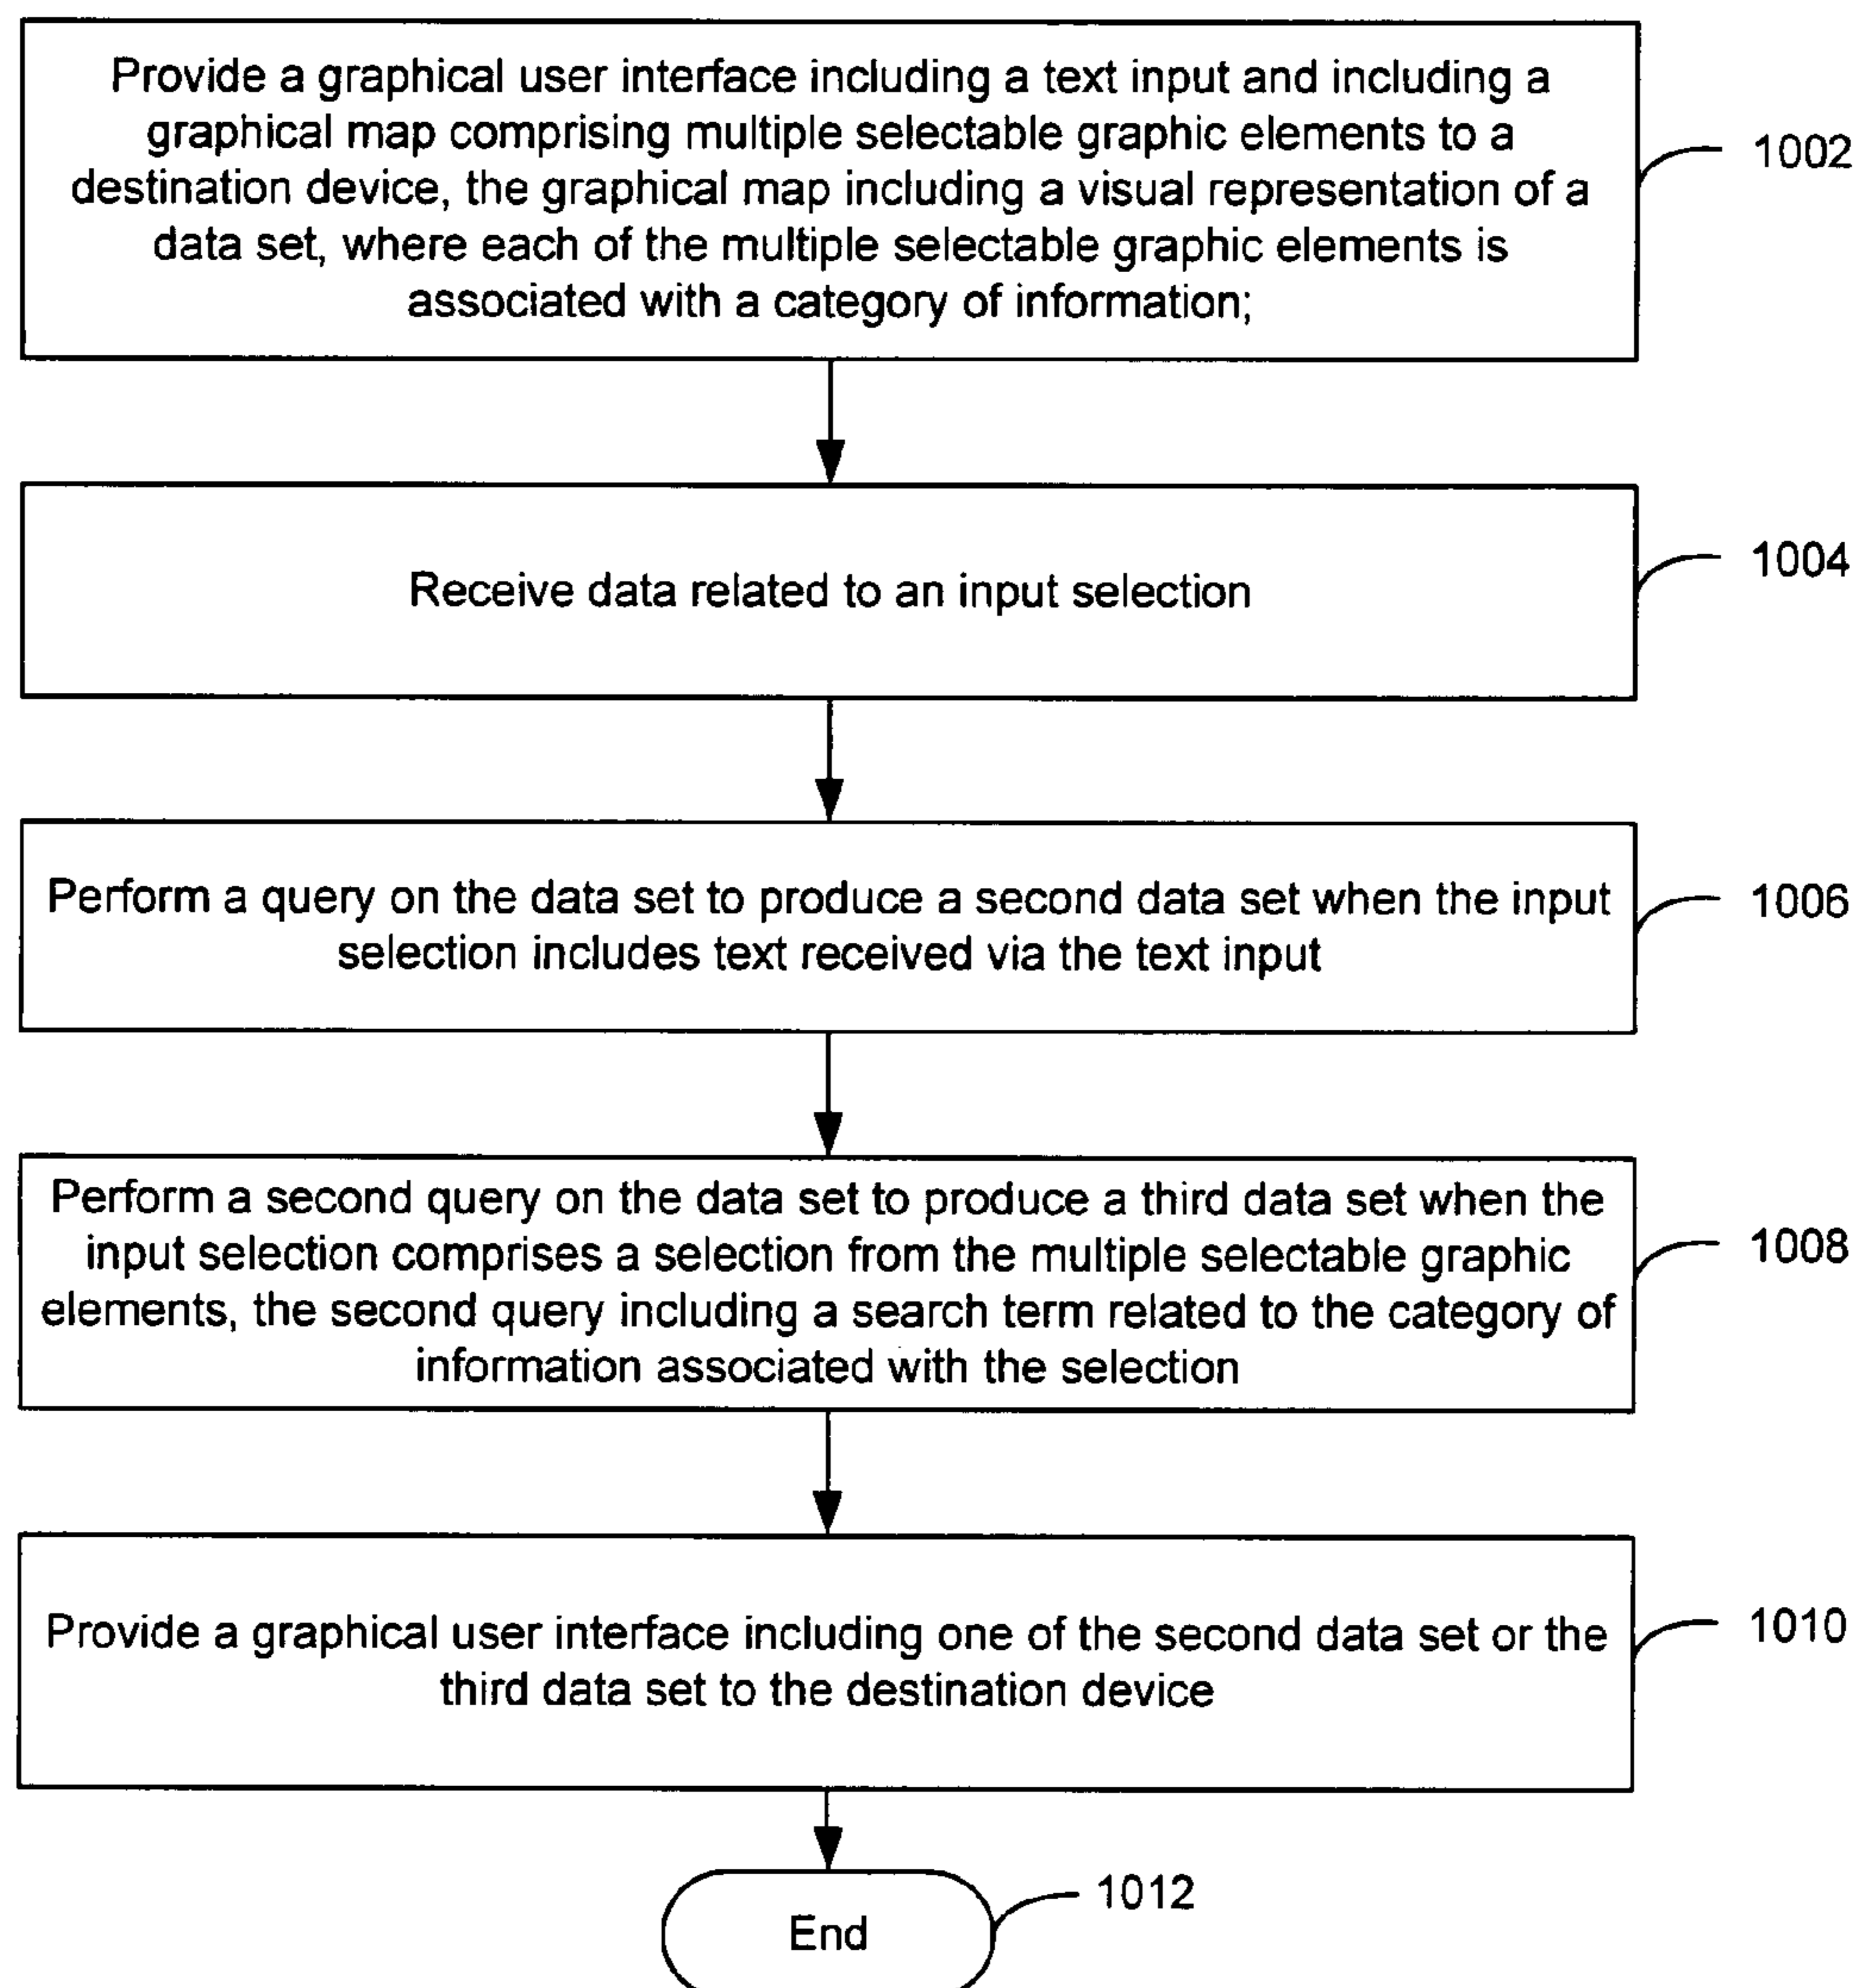 Provide a graphical user interface including a text input and including a
graphical map comprising multiple selectable graphic elements to a
destination device, the graphical map including a visual representation of a
data set, where each of the multiple selectable graphic elements is
associated with a category of information;
1002
Receive data related to an input selection
1004
Perform a query on the data set to produce a second data set when the input
selection includes text received via the text input
1006
Perform a second query on the data set to produce a third data set when the
input selection comprises a selection from the multiple selectable graphic
elements, the second query including a search term related to the category of
information associated with the selection
1008
Provide a graphical user interface including one of the second data set or the
third data set to the destination device
1010
End
1012